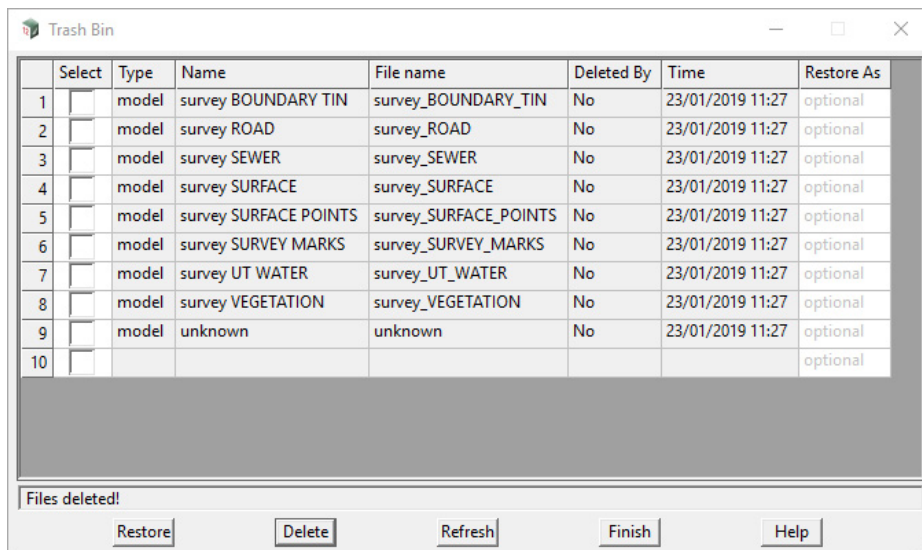 Trash Bin
Select Type Name File name Deleted By Time Restore As
1 model survey BOUNDARY TIN survey_BOUNDARY_TIN No 23/01/2019 11:27 optional
2 model survey ROAD survey_ROAD No 23/01/2019 11:27 optional
3 model survey SEWER survey_SEWER No 23/01/2019 11:27 optional
4 model survey SURFACE survey_SURFACE No 23/01/2019 11:27 optional
5 model survey SURFACE POINTS survey_SURFACE_POINTS No 23/01/2019 11:27 optional
6 model survey SURVEY MARKS survey_SURVEY_MARKS No 23/01/2019 11:27 optional
7 model survey UT WATER survey_UT_WATER No 23/01/2019 11:27 optional
8 model survey VEGETATION survey_VEGETATION No 23/01/2019 11:27 optional
9 model unknown unknown No 23/01/2019 11:27 optional
10 optional
Files deleted!
Restore Delete Refresh Finish Help